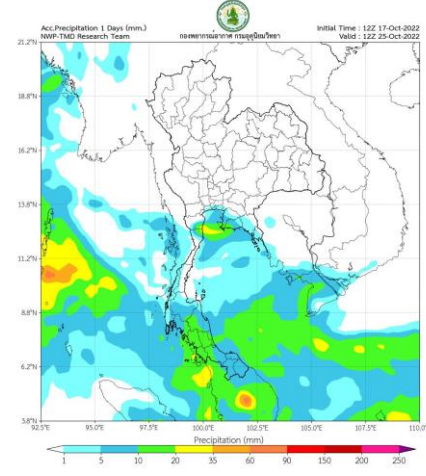 Acc.Precipitation 1 Days (mm.)
NWP-TMD Research Team
กองพยากรณ์อากาศ กรมอุตุนิยมวิทยา
Initial Time : 12Z 17-Oct-2022
Valid : 12Z 25-Oct-2022
21.2°N
18.8°N
16.2°N
13.6°N
11.2°N
8.8°N
6.2°N
3.8°N
92.5°E 95.0°E 97.5°E 100.0°E 102.5°E 105.0°E 107.5°E 110.0°E
Precipitation (mm)
1 5 10 20 35 60 90 150 200 250